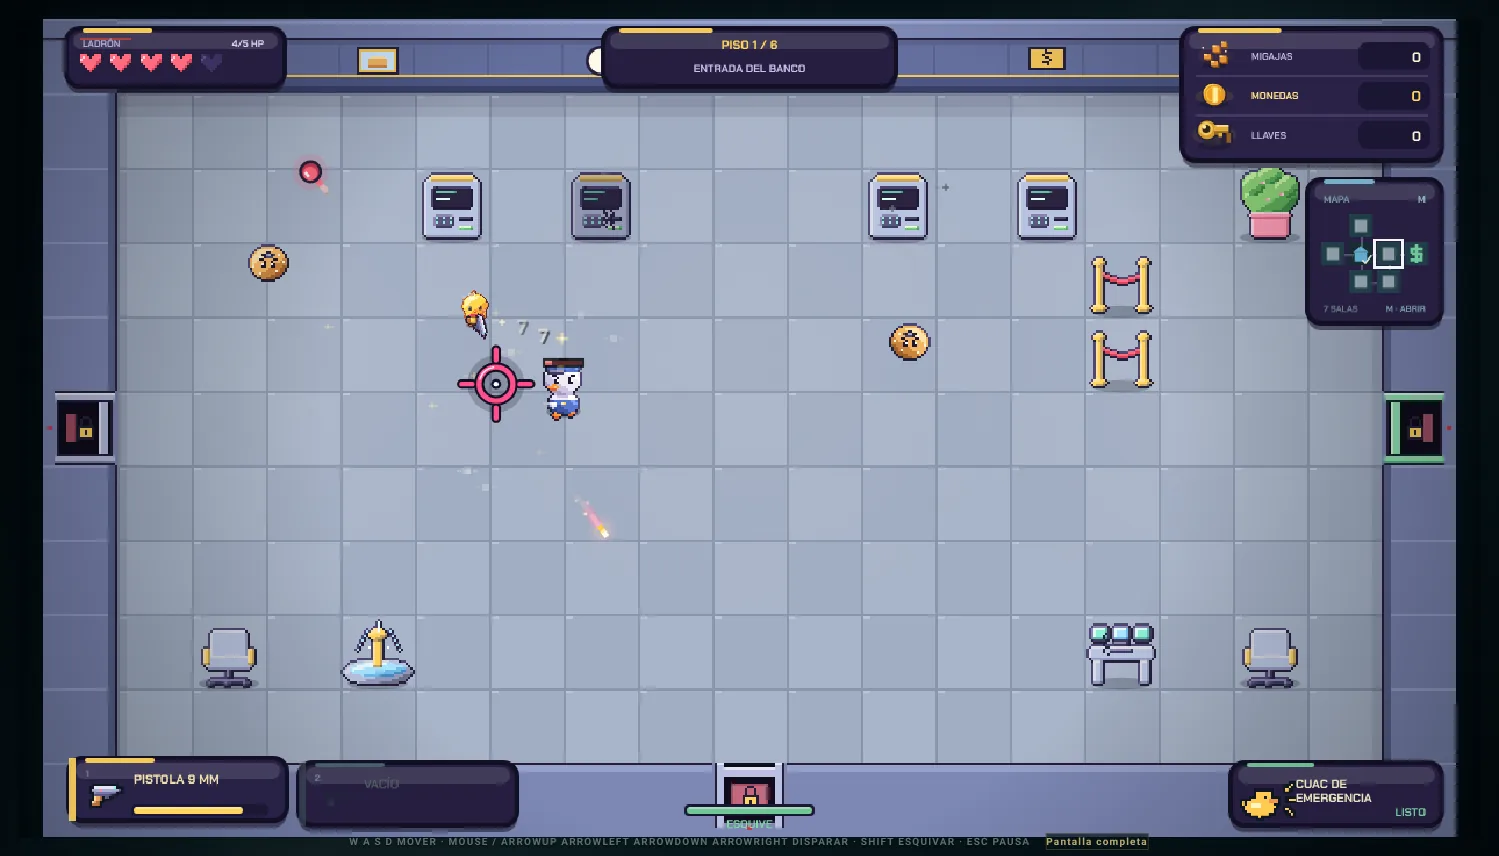 LADRÓN 4/5 HP
PISO 1 / 6
ENTRADA DEL BANCO
$
MIGAJAS 0
MONEDAS 0
LLAVES 0
MAPA M
$
7 SALAS M · ABRIR
7 7
1
PISTOLA 9 MM
2
VACÍO
ESQUIVE
CUAC DE
EMERGENCIA
LISTO
W A S D MOVER · MOUSE / ARROWUP ARROWLEFT ARROWDOWN ARROWRIGHT DISPARAR · SHIFT ESQUIVAR · ESC PAUSA Pantalla completa